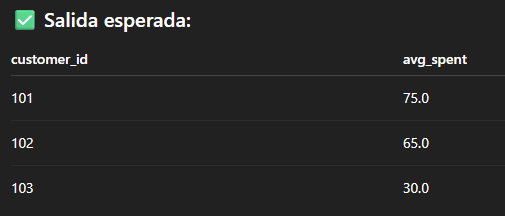 ✅ Salida esperada:
customer_id avg_spent
101 75.0
102 65.0
103 30.0